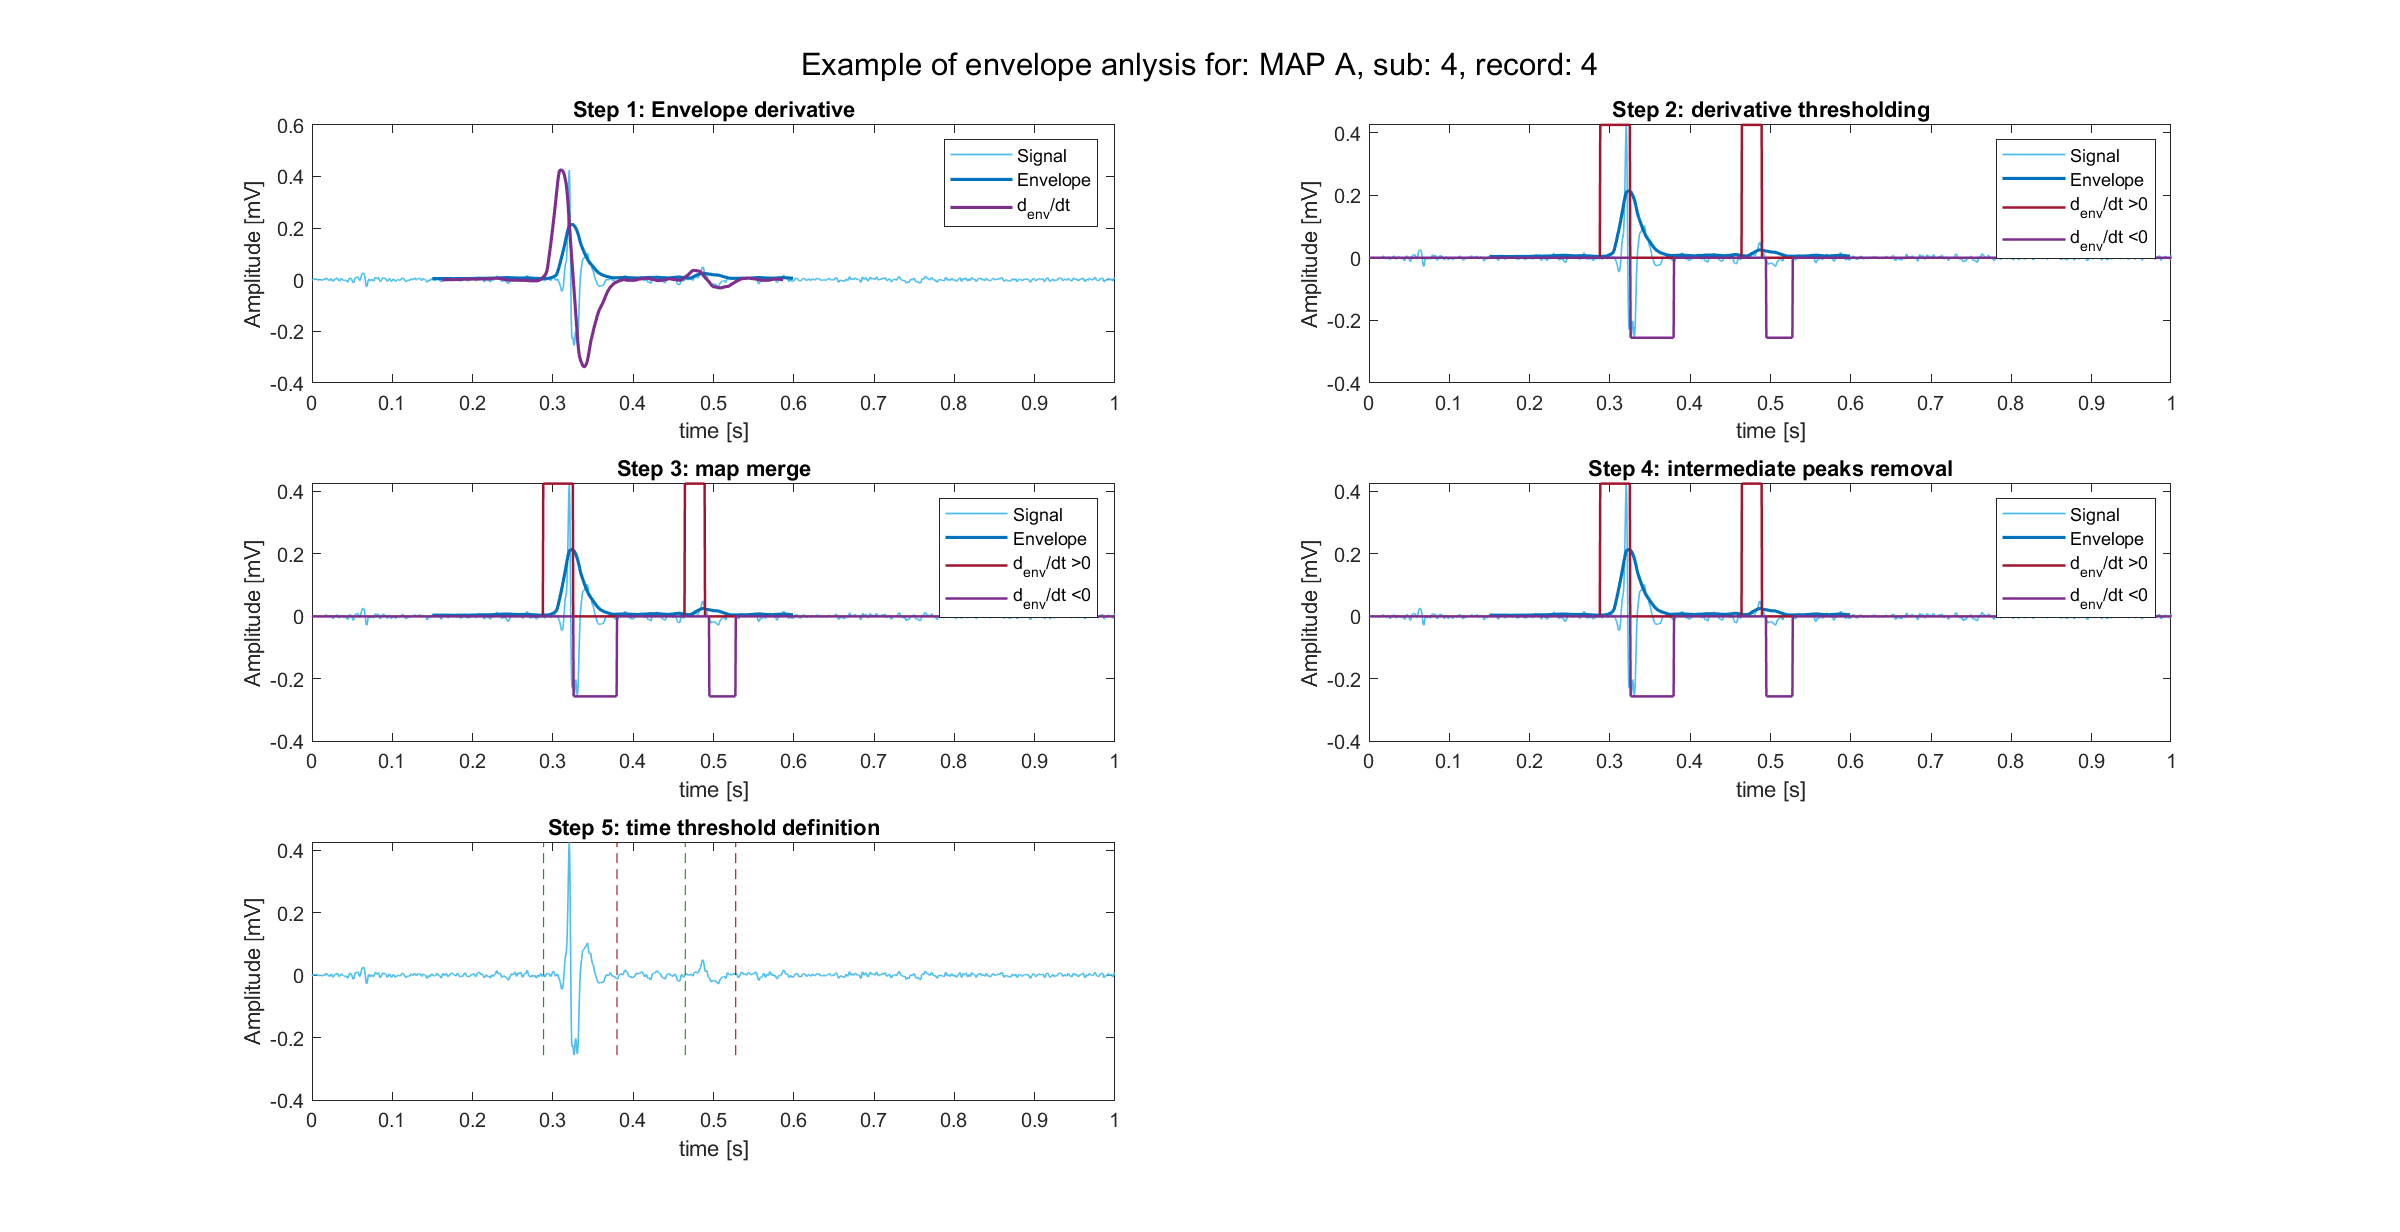 Example of envelope anlysis for: MAP A, sub: 4, record: 4
Step 1: Envelope derivative
0.6
0.4
0.2
0
-0.2
-0.4
Amplitude [mV]
0 0.1 0.2 0.3 0.4 0.5 0.6 0.7 0.8 0.9 1
time [s]
Signal
Envelope
d_env/dt
Step 2: derivative thresholding
0.4
0.2
0
-0.2
-0.4
Amplitude [mV]
0 0.1 0.2 0.3 0.4 0.5 0.6 0.7 0.8 0.9 1
time [s]
Signal
Envelope
d_env/dt >0
d_env/dt <0
Step 3: map merge
0.4
0.2
0
-0.2
-0.4
Amplitude [mV]
0 0.1 0.2 0.3 0.4 0.5 0.6 0.7 0.8 0.9 1
time [s]
Signal
Envelope
d_env/dt >0
d_env/dt <0
Step 4: intermediate peaks removal
0.4
0.2
0
-0.2
-0.4
Amplitude [mV]
0 0.1 0.2 0.3 0.4 0.5 0.6 0.7 0.8 0.9 1
time [s]
Signal
Envelope
d_env/dt >0
d_env/dt <0
Step 5: time threshold definition
0.4
0.2
0
-0.2
-0.4
Amplitude [mV]
0 0.1 0.2 0.3 0.4 0.5 0.6 0.7 0.8 0.9 1
time [s]